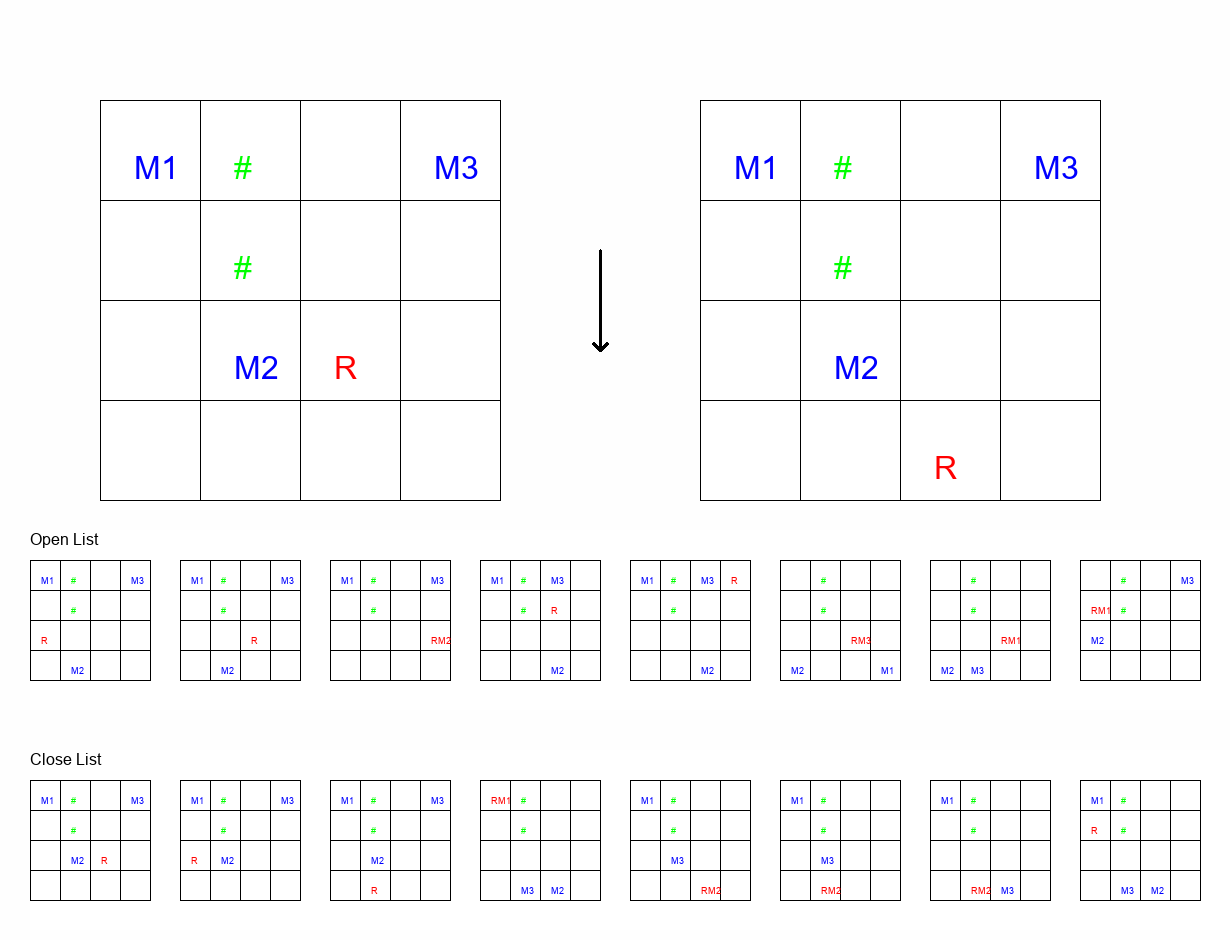 M1 # M3 M1 # M3
# #
M2 R M2
R
Open List
M1 # M3 M1 # M3 M1 # M3 M1 # M3 M1 # M3 R # # # M3
# # # # R # # # RM1 #
R R RM2 RM3 RM1 M2
M2 M2 M2 M2 M2 M1 M2 M3
Close List
M1 # M3 M1 # M3 M1 # M3 RM1 # M1 # M1 # M1 # M1 #
# # # # # # # R #
M2 R R M2 M2 M3 M3
R M3 M2 RM2 RM2 RM2 M3 M3 M2